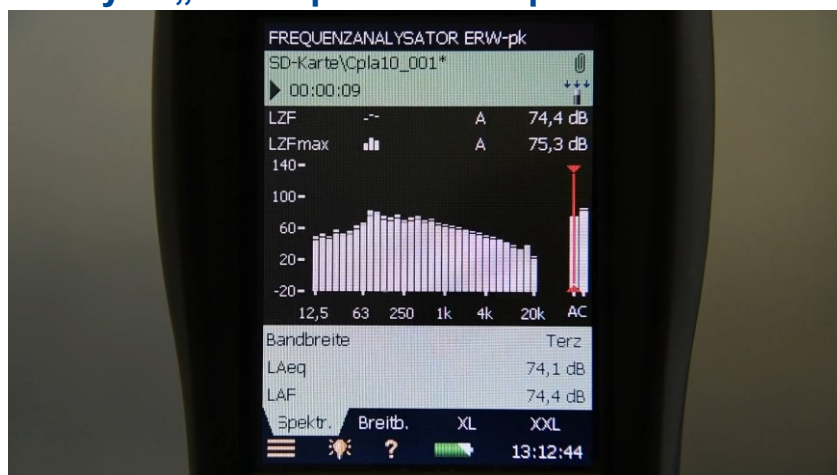 FREQUENZANALYSATOR ERW-pk
SD-Karte\Cpla10_001*
00:00:09
LZF A 74,4 dB
LZFmax A 75,3 dB
140
100
60
20
-20
12,5 63 250 1k 4k 20k AC
Bandbreite Terz
LAeq 74,1 dB
LAF 74,4 dB
Spektr. Breitb. XL XXL
? 13:12:44